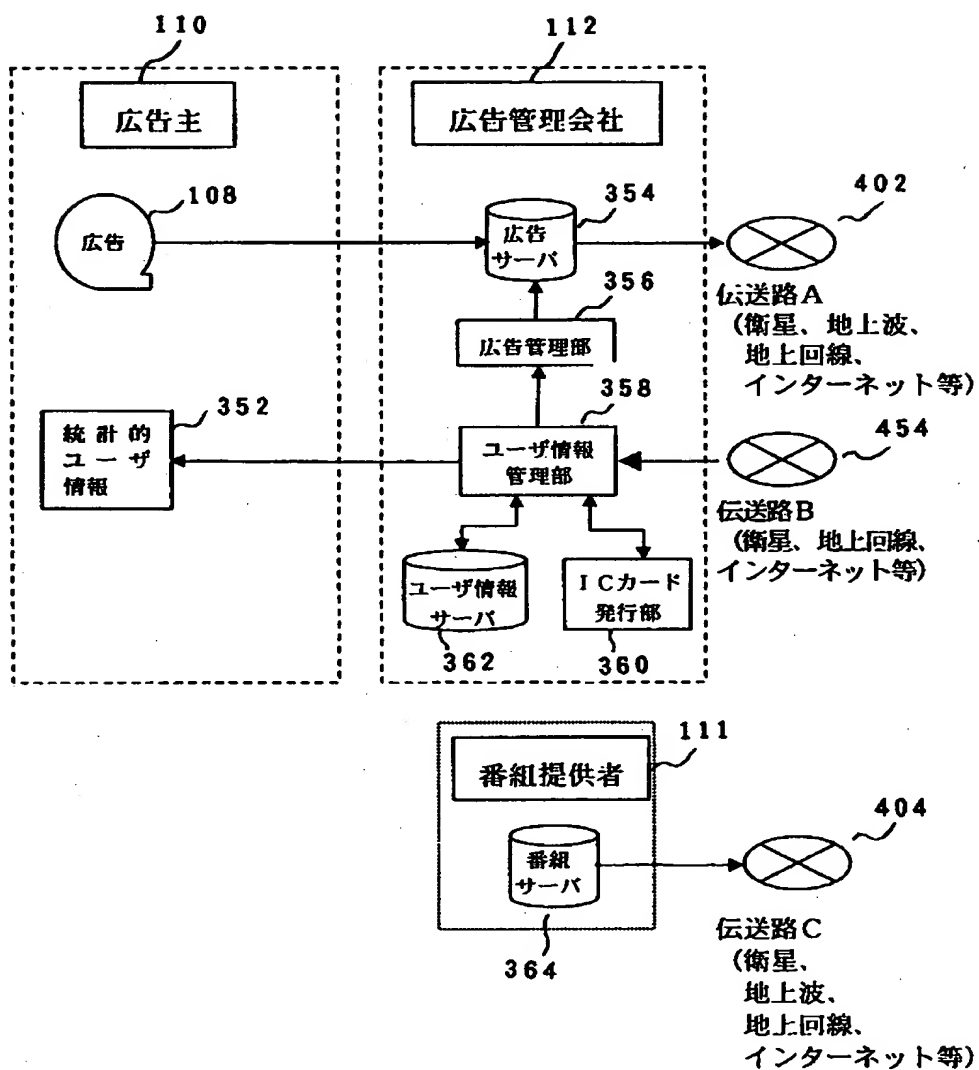 110
112
広告主
広告管理会社
108
広告
354
広告
サーバ
402
伝送路A
(衛星、地上波、
地上回線、
インターネット等)
356
広告管理部
352
統計的
ユーザ
情報
358
ユーザ情報
管理部
454
伝送路B
(衛星、地上回線、
インターネット等)
ユーザ情報
サーバ
362
ICカード
発行部
360
111
番組提供者
番組
サーバ
364
404
伝送路C
(衛星、
地上波、
地上回線、
インターネット等)